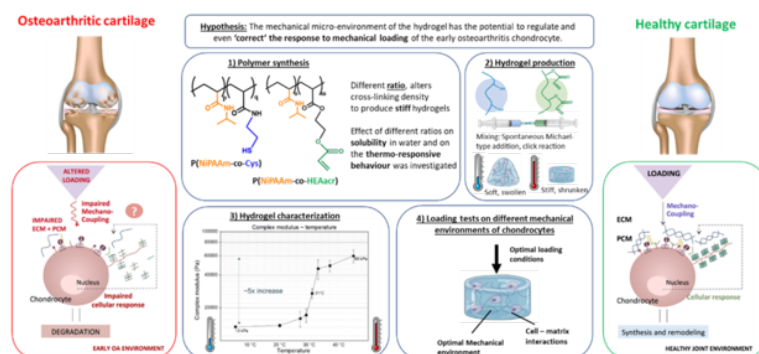 Osteoarthritic cartilage
Hypothesis: The mechanical micro-environment of the hydrogel has the potential to regulate and
even 'correct' the response to mechanical loading of the early osteoarthritis chondrocyte.
Healthy cartilage
1) Polymer synthesis
Different ratio, alters
cross-linking density
to produce stiff hydrogels
Effect of different ratios on
solubility in water and on
the thermo-responsive
behaviour was investigated
P(NiPAAm-co-Cys)
P(NiPAAm-co-HEAacr)
2) Hydrogel production
Mixing: Spontaneous Michael-
type addition, click reaction
Soft, swollen
Stiff, shrunken
ALTERED
LOADING
Impaired
Mechano-
Coupling
?
IMPAIRED
ECM + PCM
Nucleus
Chondrocyte
Impaired
cellular response
DEGRADATION
EARLY OA ENVIRONMENT
3) Hydrogel characterization
Complex modulus – temperature
Complex modulus (Pa)
~5x increase
10 °C
20 °C
30 °C
40 °C
Temperature
4) Loading tests on different mechanical
environments of chondrocytes
Optimal loading
conditions
Optimal Mechanical
environment
Cell – matrix
interactions
LOADING
Mechano-
Coupling
ECM
PCM
Nucleus
Chondrocyte
Cellular response
Synthesis and remodeling
HEALTHY JOINT ENVIRONMENT